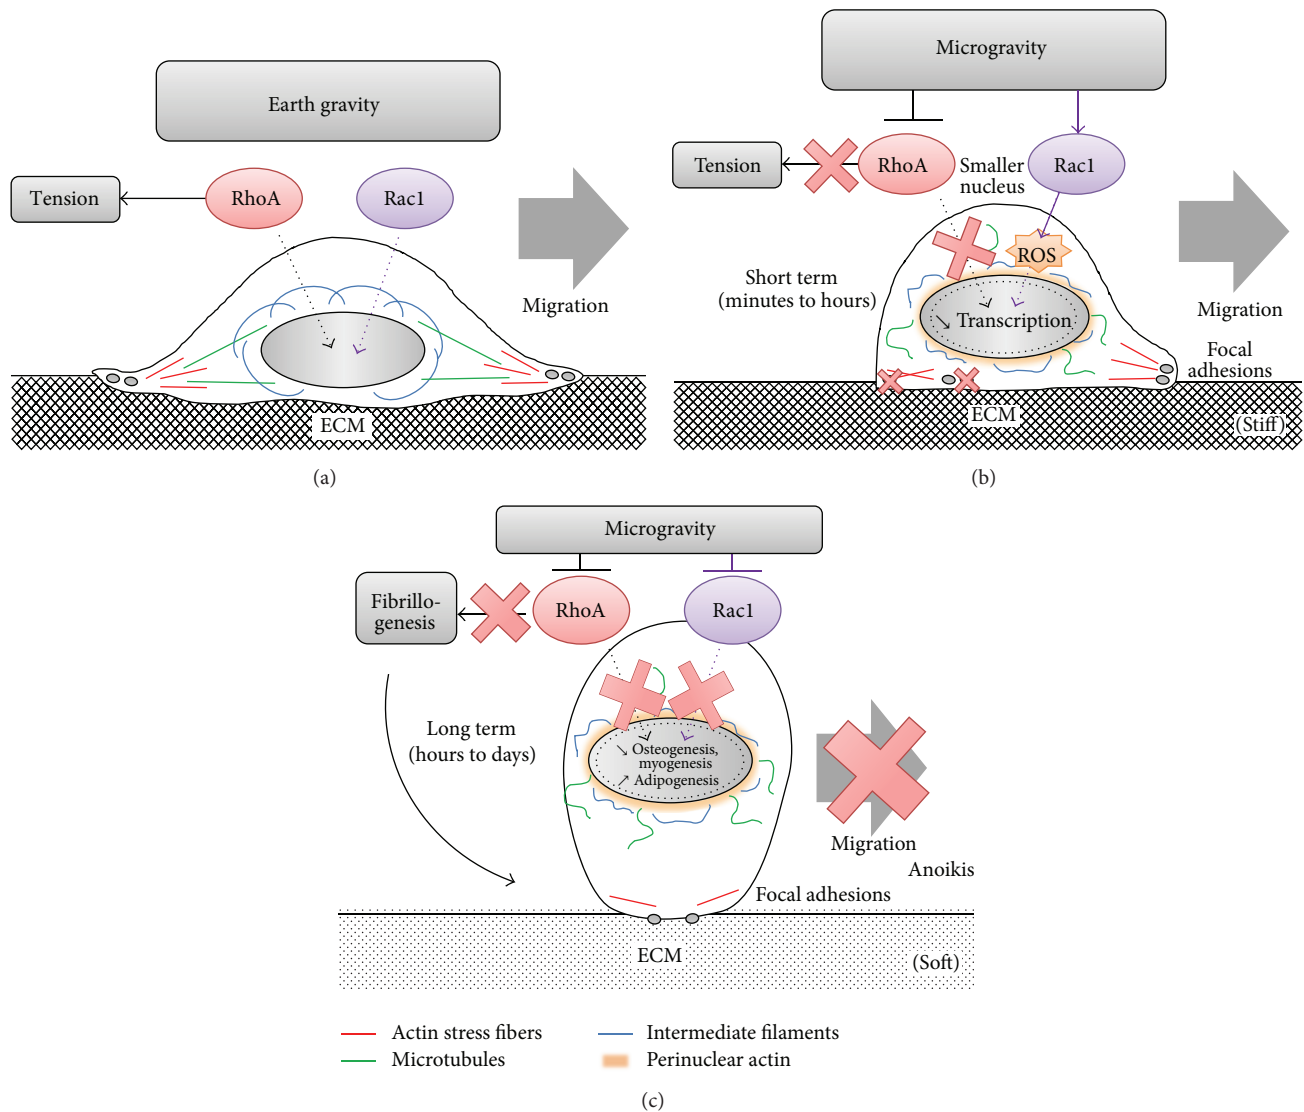 Earth gravity
Tension
RhoA
Rac1
Migration
ECM
(a)
Microgravity
Tension
RhoA
Smaller
nucleus
Rac1
ROS
Short term
(minutes to hours)
↘ Transcription
Migration
Focal
adhesions
ECM
(Stiff)
(b)
Microgravity
Fibrillo-
genesis
RhoA
Rac1
Long term
(hours to days)
↘ Osteogenesis,
myogenesis
↗ Adipogenesis
Migration
Anoikis
Focal adhesions
ECM
(Soft)
Actin stress fibers
Microtubules
Intermediate filaments
Perinuclear actin
(c)